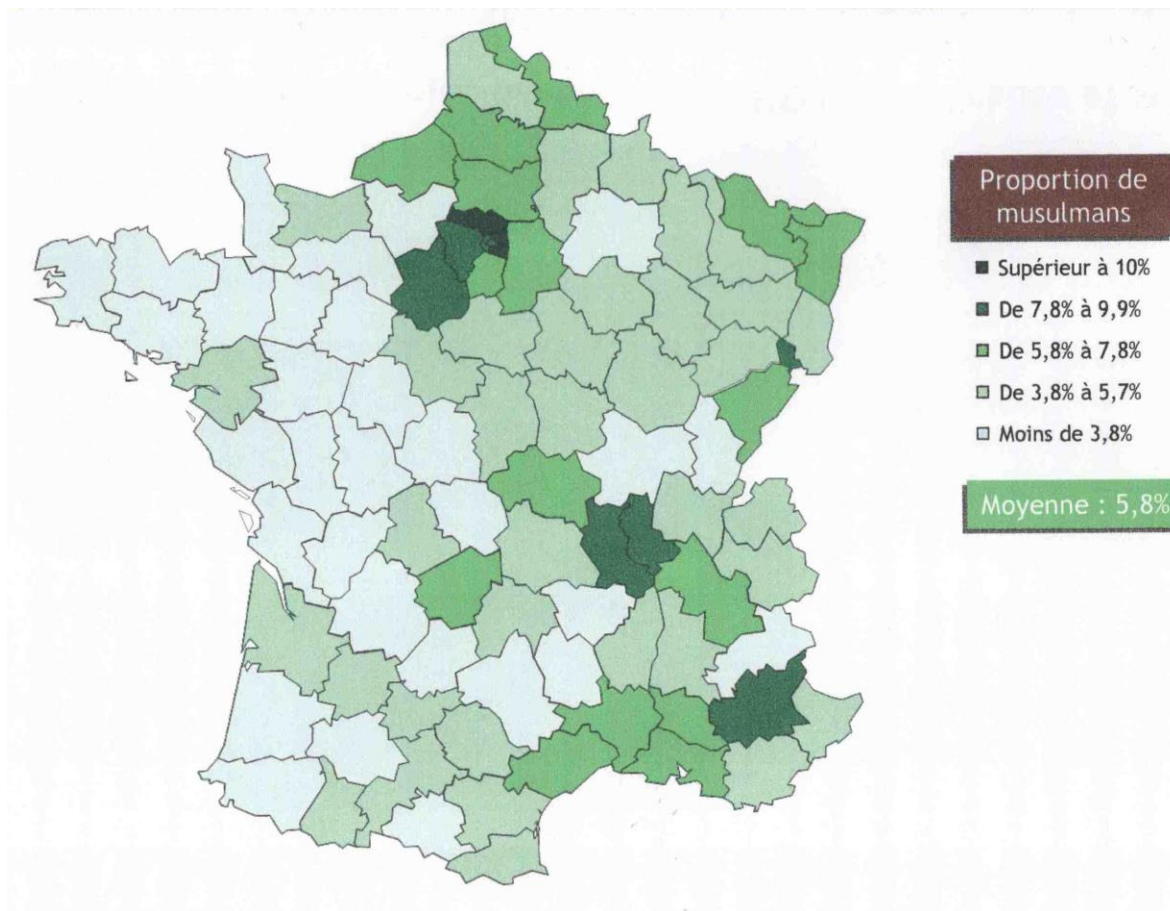 Proportion de
musulmans
Supérieur à 10%
De 7,8% à 9,9%
De 5,8% à 7,8%
De 3,8% à 5,7%
Moins de 3,8%
Moyenne : 5,8%